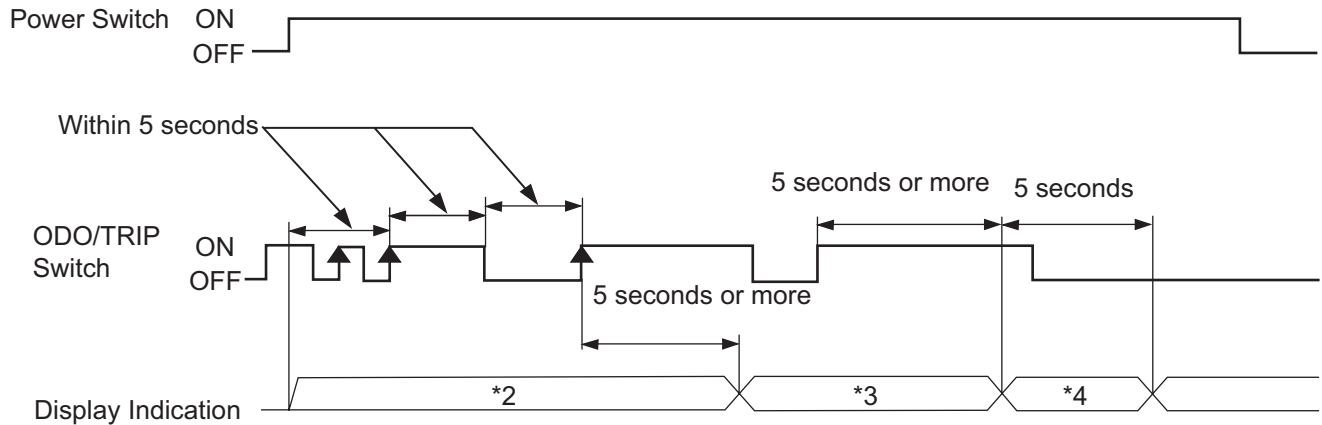 Power Switch ON
OFF
Within 5 seconds
5 seconds or more 5 seconds
ODO/TRIP
Switch
ON
OFF
5 seconds or more
Display Indication *2 *3 *4